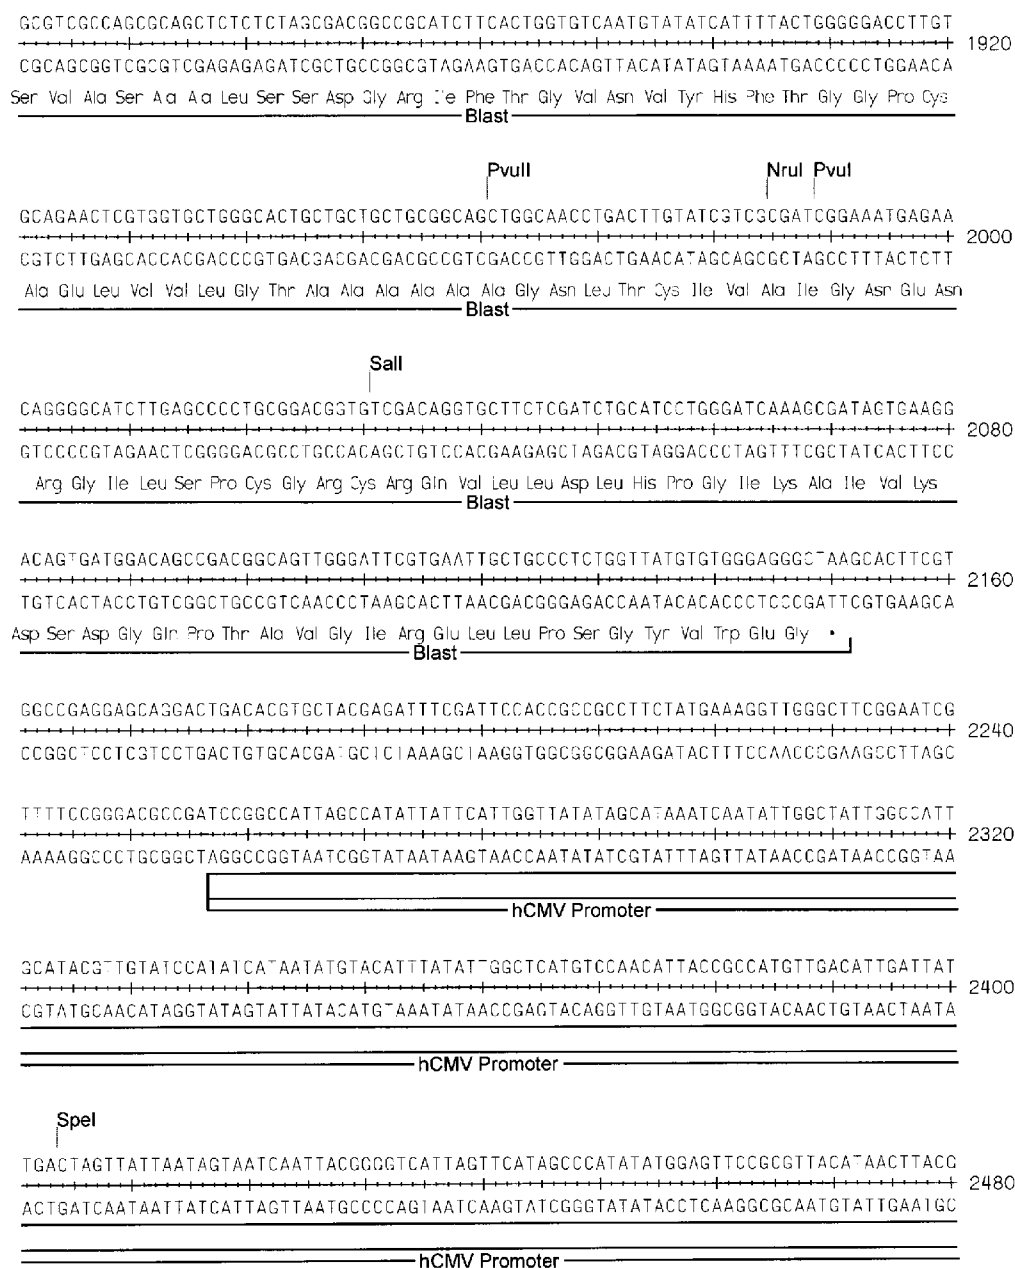 GCGTCGCCAGCGCAGCTCTCTCTAGCGACGGCCGCATCTTCACTGGTGTCAATGTATATCATTTTACTGGGGGACCTTGT
1920
CGCAGCGGTCGCGTCGAGAGAGATCGCTGCCGGCGTAGAAGTGACCACAGTTACATATAGTAAAATGACCCCCTGGAACA
Ser Val Ala Ser Aa Aa Leu Ser Ser Asp Gly Arg Ile Phe Thr Gly Val Asn Val Tyr His Phe Thr Gly Gly Pro Cys
Blast
PvuII NruI PvuI
GCAGAACTCGTGGTGCTGGGCACTGCTGCTGCTGCGGCAGCTGGCAACCTGACTTGTATCGTCGCGATCGGAAATGAGAA
2000
CGTCTTGAGCACCACGACCCGTGACGACGACGACGCCGTCGACCGTTGGACTGAACATAGCAGCGCTAGCCTTTACTCTT
Ala Glu Leu Val Val Leu Gly Thr Ala Ala Ala Ala Ala Ala Gly Asn Leu Thr Cys Ile Val Ala Ile Gly Asn Glu Asn
Blast
SalI
CAGGGGCATCTTGAGCCCCTGCGGACGGTGTCGACAGGTGCTTCTCGATCTGCATCCTGGGATCAAAGCGATAGTGAAGG
2080
GTCCCCGTAGAACTCGGGGACGCCTGCCACAGCTGTCCACGAAGAGCTAGACGTAGGACCCTAGTTTCGCTATCACTTCC
Arg Gly Ile Leu Ser Pro Cys Gly Arg Cys Arg Gln Val Leu Leu Asp Leu His Pro Gly Ile Lys Ala Ile Val Lys
Blast
ACAGTGATGGACAGCCGACGGCAGTTGGGATTCGTGAATTGCTGCCCTCTGGTTATGTGTGGGAGGGCTAAGCACTTCGT
2160
TGTCACTACCTGTCGGCTGCCGTCAACCCTAAGCACTTAACGACGGGAGACCAATACACACCCTCCCGATTCGTGAAGCA
Asp Ser Asp Gly Gln Pro Thr Ala Val Gly Ile Arg Glu Leu Leu Pro Ser Gly Tyr Val Trp Glu Gly •
Blast
GGCCGAGGAGCAGGACTGACACGTGCTACGAGATTTCGATTCCACCGCCGCCTTCTATGAAAGGTTGGGCTTCGGAATCG
2240
CCGGCTCCTCGTCCTGACTGTGCACGATGCTCTAAAGCTAAGGTGGCGGCGGAAGATACTTTCCAACCCGAAGCCTTAGC
TTTTCCGGGACGCCGATCCGGCCATTAGCCATATTATTCATTGGTTATATAGCATAAATCAATATTGGCTATTGGCCATT
2320
AAAAGGCCCTGCGGCTAGGCCGGTAATCGGTATAATAAGTAACCAATATATCGTATTTAGTTATAACCGATAACCGGTAA
hCMV Promoter
GCATACGTTGTATCCATATCATAATATGTACATTTATATTGGCTCATGTCCAACATTACCGCCATGTTGACATTGATTAT
2400
CGTATGCAACATAGGTATAGTATTATACATGTAAATATAACCGAGTACAGGTTGTAATGGCGGTACAACTGTAACTAATA
hCMV Promoter
SpeI
TGACTAGTTATTAATAGTAATCAATTACGGGGTCATTAGTTCATAGCCCATATATGGAGTTCCGCGTTACATAACTTACG
2480
ACTGATCAATAATTATCATTAGTTAATGCCCCAGTAATCAAGTATCGGGTATATACCTCAAGGCGCAATGTATTGAATGC
hCMV Promoter